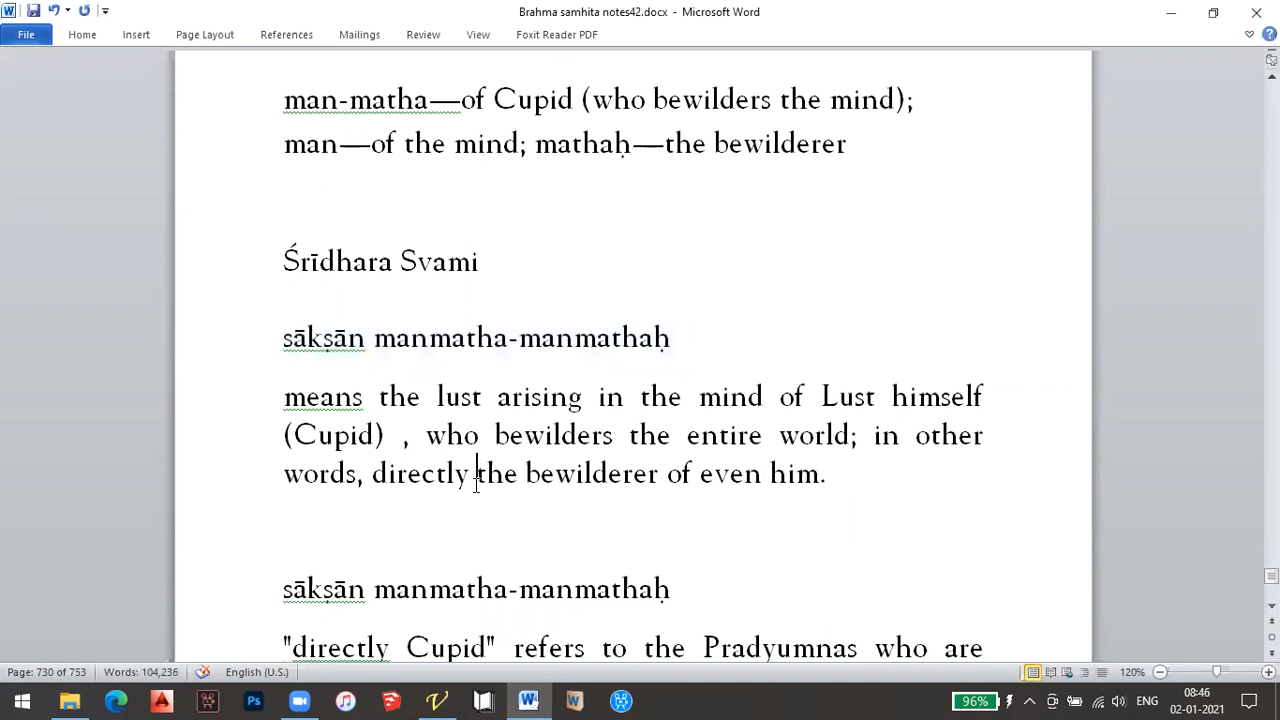 Brahma samhita notes42.docx - Microsoft Word
File Home Insert Page Layout References Mailings Review View Foxit Reader PDF
man-matha—of Cupid (who bewilders the mind);
man—of the mind; mathaḥ—the bewilderer
Śrīdhara Svami
sākṣān manmatha-manmathaḥ
means the lust arising in the mind of Lust himself
(Cupid) , who bewilders the entire world; in other
words, directly the bewilderer of even him.
sākṣān manmatha-manmathaḥ
"directly Cupid" refers to the Pradyumnas who are
Page: 730 of 753 Words: 104,236 English (U.S.) 120%
96% ENG 08:46
02-01-2021